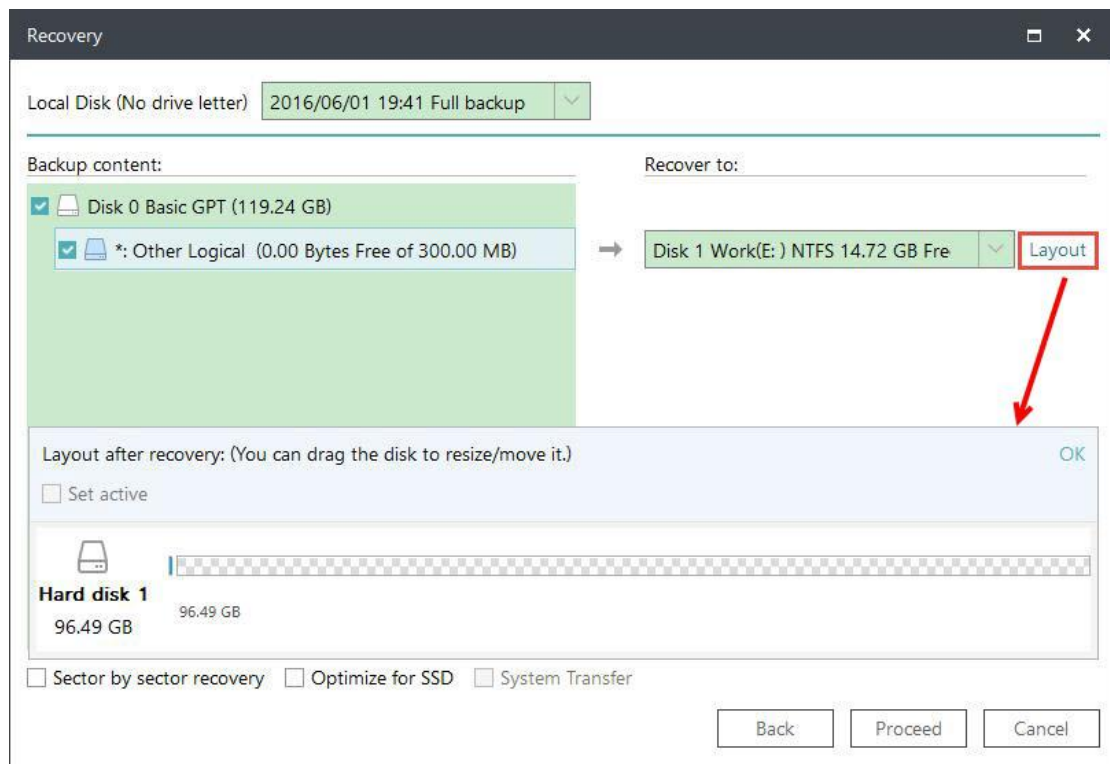 Recovery
Local Disk (No drive letter) 2016/06/01 19:41 Full backup
Backup content: Recover to:
Disk 0 Basic GPT (119.24 GB)
*: Other Logical (0.00 Bytes Free of 300.00 MB) Disk 1 Work(E: ) NTFS 14.72 GB Fre Layout
Layout after recovery: (You can drag the disk to resize/move it.) OK
Set active
Hard disk 1
96.49 GB
96.49 GB
Sector by sector recovery Optimize for SSD System Transfer
Back Proceed Cancel